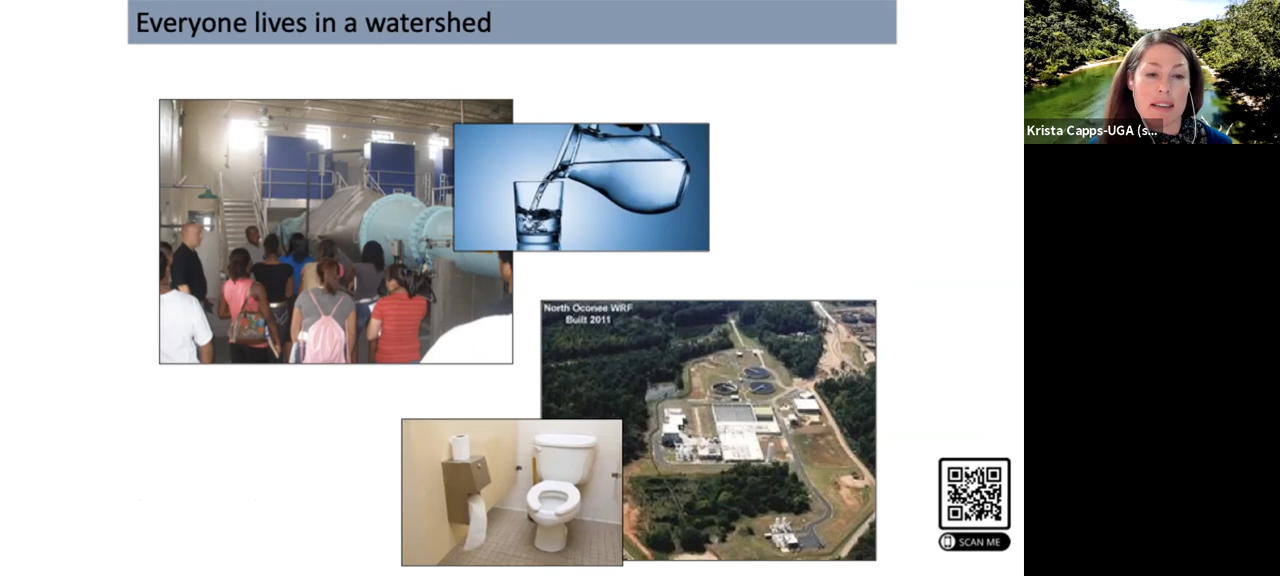 Everyone lives in a watershed
Krista Capps-UGA (s...
North Oconee WRF
Built 2011
SCAN ME